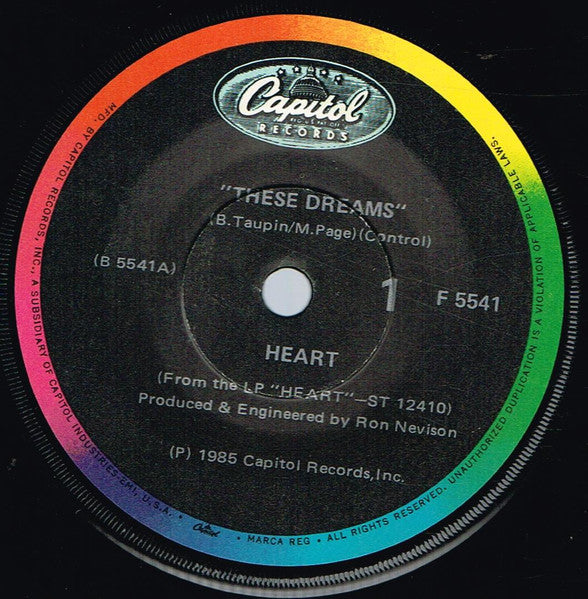 Capitol
RECORDS
"THESE DREAMS"
(B. Taupin/M. Page) (Control)
(B 5541A)
1
F 5541
HEART
(From the LP "HEART"-ST 12410)
Produced & Engineered by Ron Nevison
(P) 1985 Capitol Records, Inc.
MFD. BY CAPITOL RECORDS, INC., A SUBSIDIARY OF CAPITOL INDUSTRIES-EMI, U.S.A. • Capitol • MARCA REG • ALL RIGHTS RESERVED. UNAUTHORIZED DUPLICATION IS A VIOLATION OF APPLICABLE LAWS.